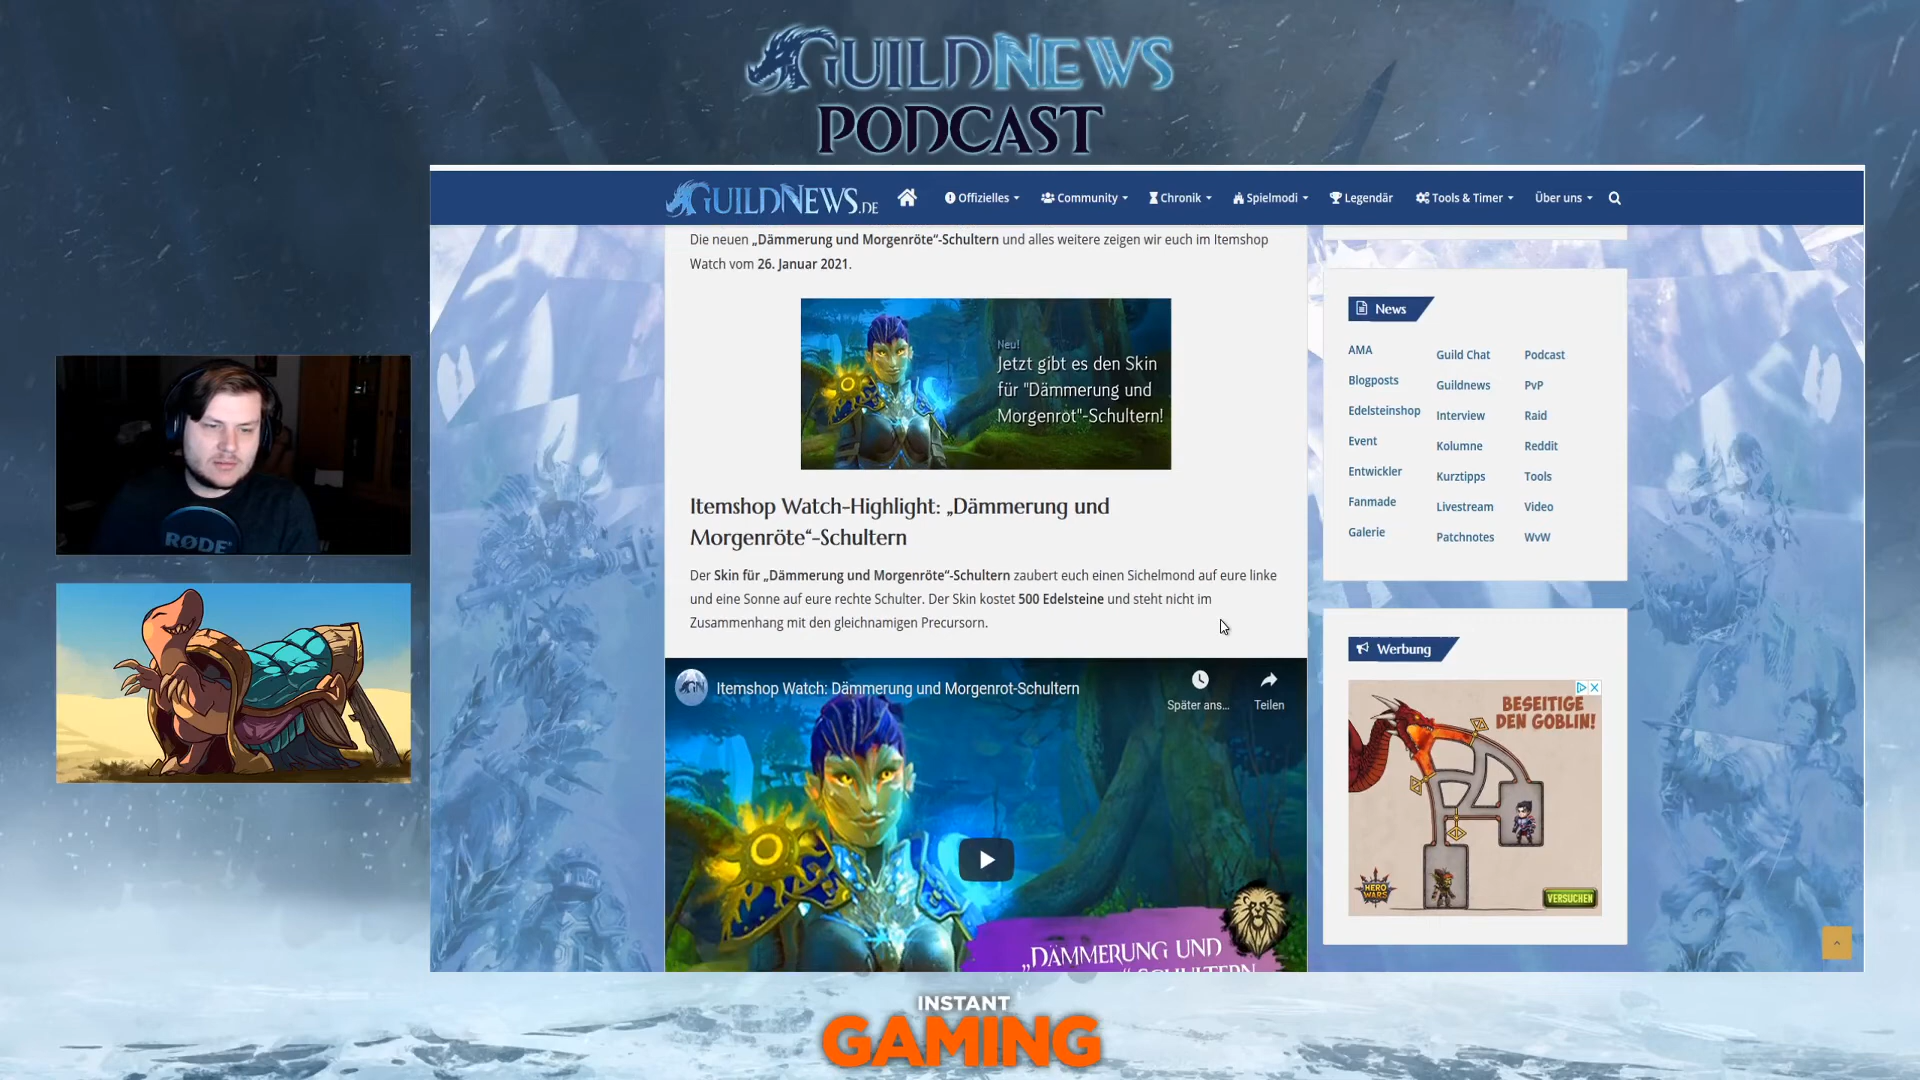 GUILDNEWS
PODCAST
GUILDNEWS.DE
Offizielles
Community
Chronik
Spielmodi
Legendär
Tools & Timer
Über uns
Die neuen „Dämmerung und Morgenröte“-Schultern und alles weitere zeigen wir euch im Itemshop
Watch vom 26. Januar 2021.
Neu!
Jetzt gibt es den Skin
für "Dämmerung und
Morgenrot"-Schultern!
Itemshop Watch-Highlight: „Dämmerung und
Morgenröte“-Schultern
Der Skin für „Dämmerung und Morgenröte“-Schultern zaubert euch einen Sichelmond auf eure linke
und eine Sonne auf eure rechte Schulter. Der Skin kostet 500 Edelsteine und steht nicht im
Zusammenhang mit den gleichnamigen Precursorn.
Itemshop Watch: Dämmerung und Morgenrot-Schultern
Später ans...
Teilen
„DÄMMERUNG UND
News
AMA
Blogposts
Edelsteinshop
Event
Entwickler
Fanmade
Galerie
Guild Chat
Guildnews
Interview
Kolumne
Kurztipps
Livestream
Patchnotes
Podcast
PvP
Raid
Reddit
Tools
Video
WvW
Werbung
BESEITIGE
DEN GOBLIN!
HERO
WARS
VERSUCHEN
RØDE
INSTANT
GAMING